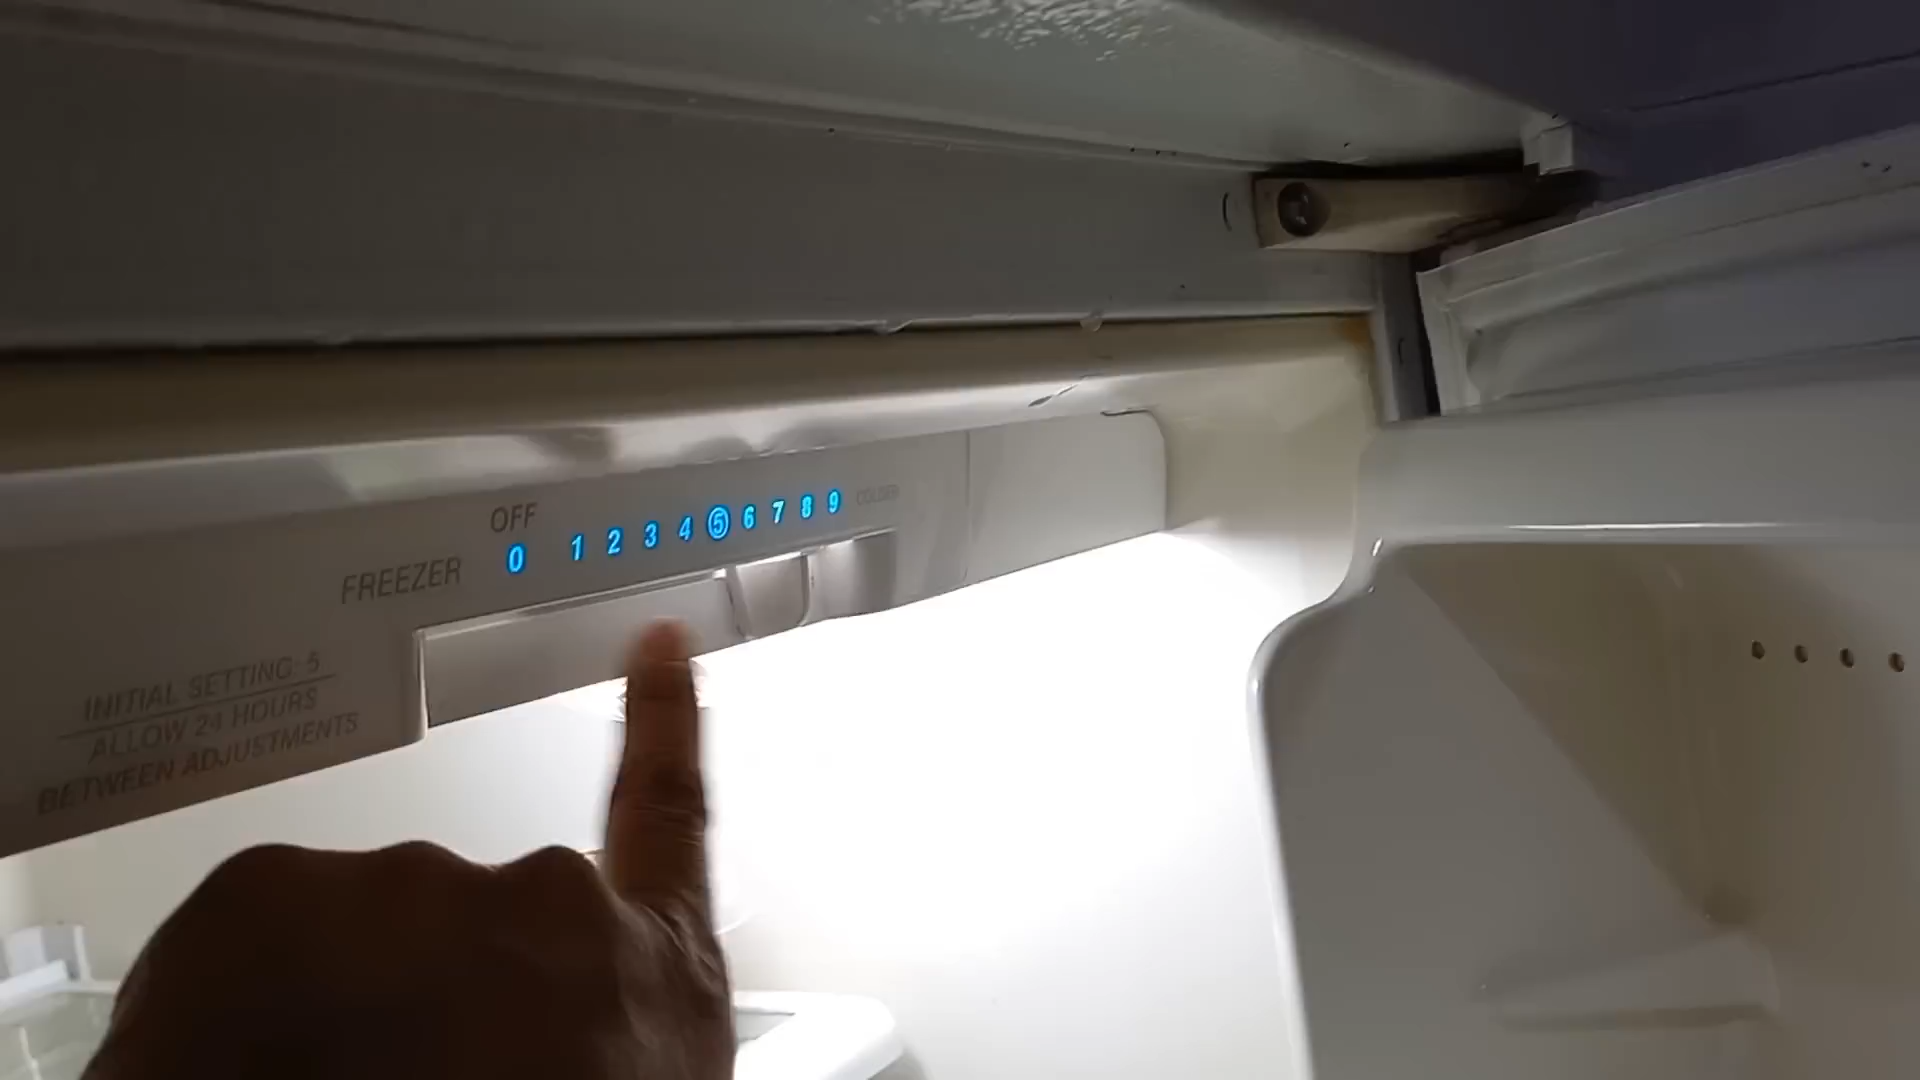 OFF
0 1 2 3 4 5 6 7 8 9 COLDER
FREEZER
INITIAL SETTING-5
ALLOW 24 HOURS
BETWEEN ADJUSTMENTS